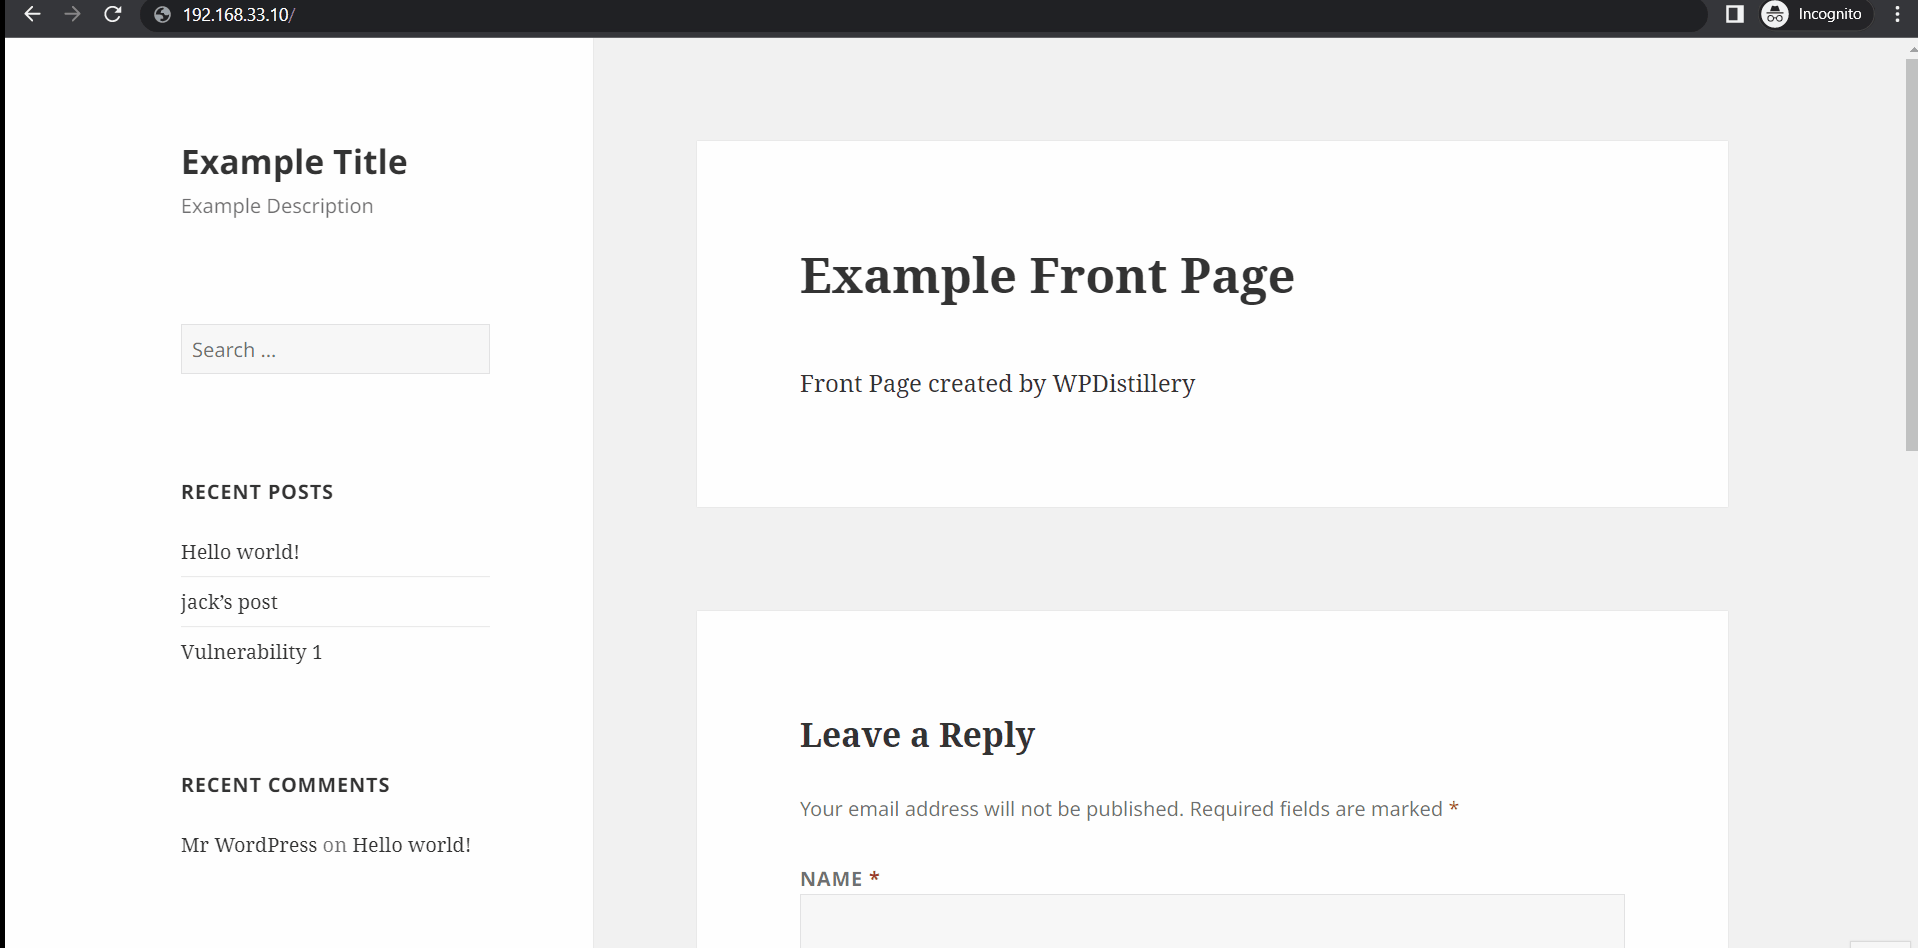 192.168.33.10/
Incognito
Example Title
Example Description
Search ...
RECENT POSTS
Hello world!
jack’s post
Vulnerability 1
RECENT COMMENTS
Mr WordPress on Hello world!
Example Front Page
Front Page created by WPDistillery
Leave a Reply
Your email address will not be published. Required fields are marked *
NAME *